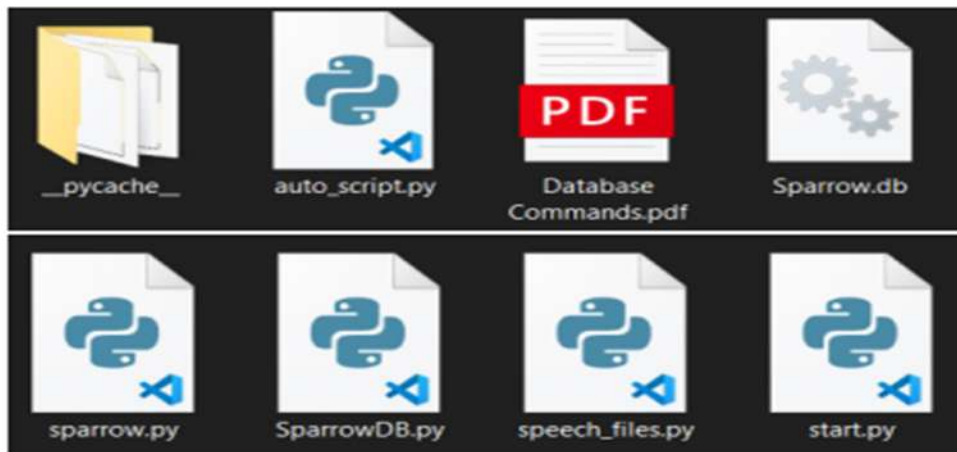 __pycache__
auto_script.py
PDF
Database
Commands.pdf
Sparrow.db
sparrow.py
SparrowDB.py
speech_files.py
start.py